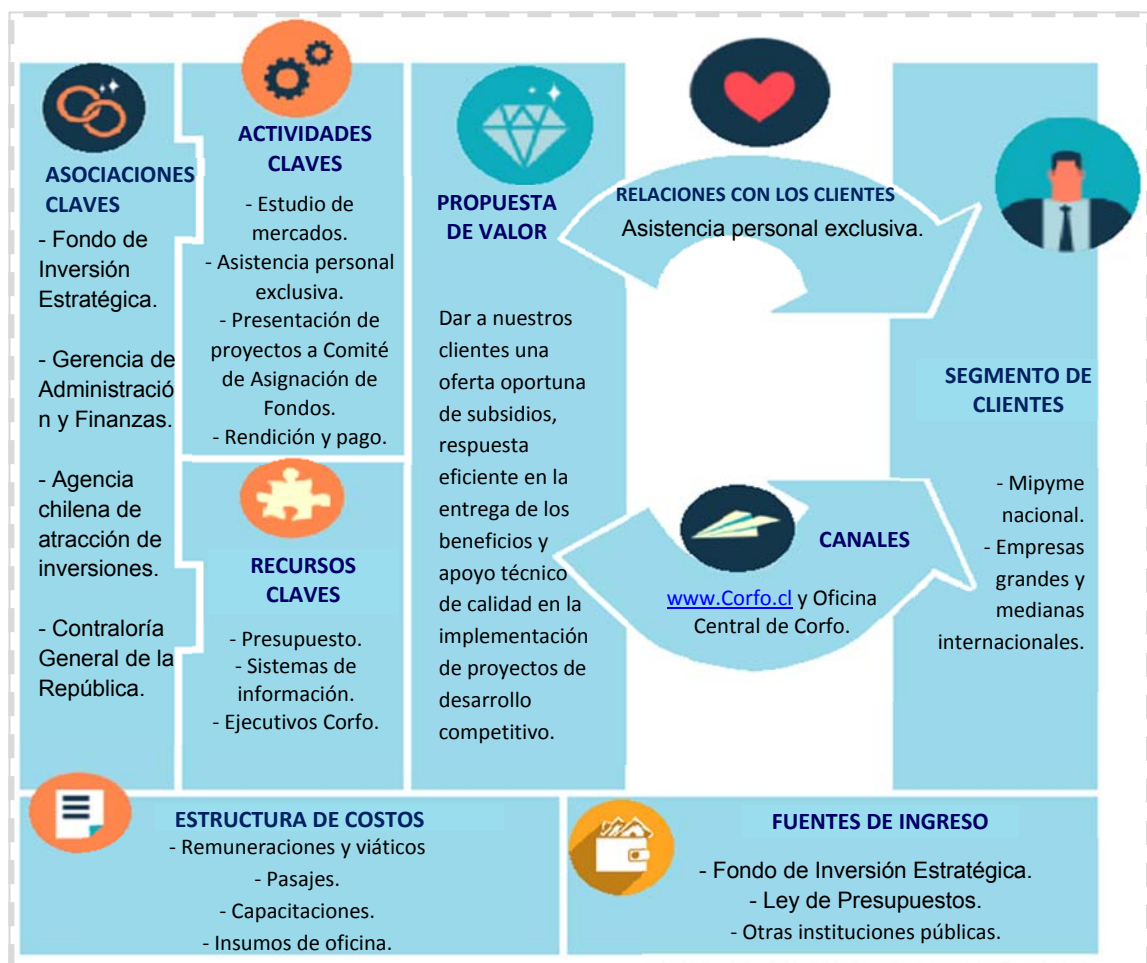 ASOCIACIONES
CLAVES
- Fondo de
Inversión
Estratégica.
- Gerencia de
Administració
n y Finanzas.
- Agencia
chilena de
atracción de
inversiones.
- Contraloría
General de la
República.
ACTIVIDADES
CLAVES
- Estudio de
mercados.
- Asistencia personal
exclusiva.
- Presentación de
proyectos a Comité
de Asignación de
Fondos.
- Rendición y pago.
RECURSOS
CLAVES
- Presupuesto.
- Sistemas de
información.
- Ejecutivos Corfo.
PROPUESTA
DE VALOR
Dar a nuestros
clientes una
oferta oportuna
de subsidios,
respuesta
eficiente en la
entrega de los
beneficios y
apoyo técnico
de calidad en la
implementación
de proyectos de
desarrollo
competitivo.
RELACIONES CON LOS CLIENTES
Asistencia personal exclusiva.
CANALES
www.Corfo.cl y Oficina
Central de Corfo.
SEGMENTO DE
CLIENTES
- Mipyme
nacional.
- Empresas
grandes y
medianas
internacionales.
ESTRUCTURA DE COSTOS
- Remuneraciones y viáticos
- Pasajes.
- Capacitaciones.
- Insumos de oficina.
FUENTES DE INGRESO
- Fondo de Inversión Estratégica.
- Ley de Presupuestos.
- Otras instituciones públicas.